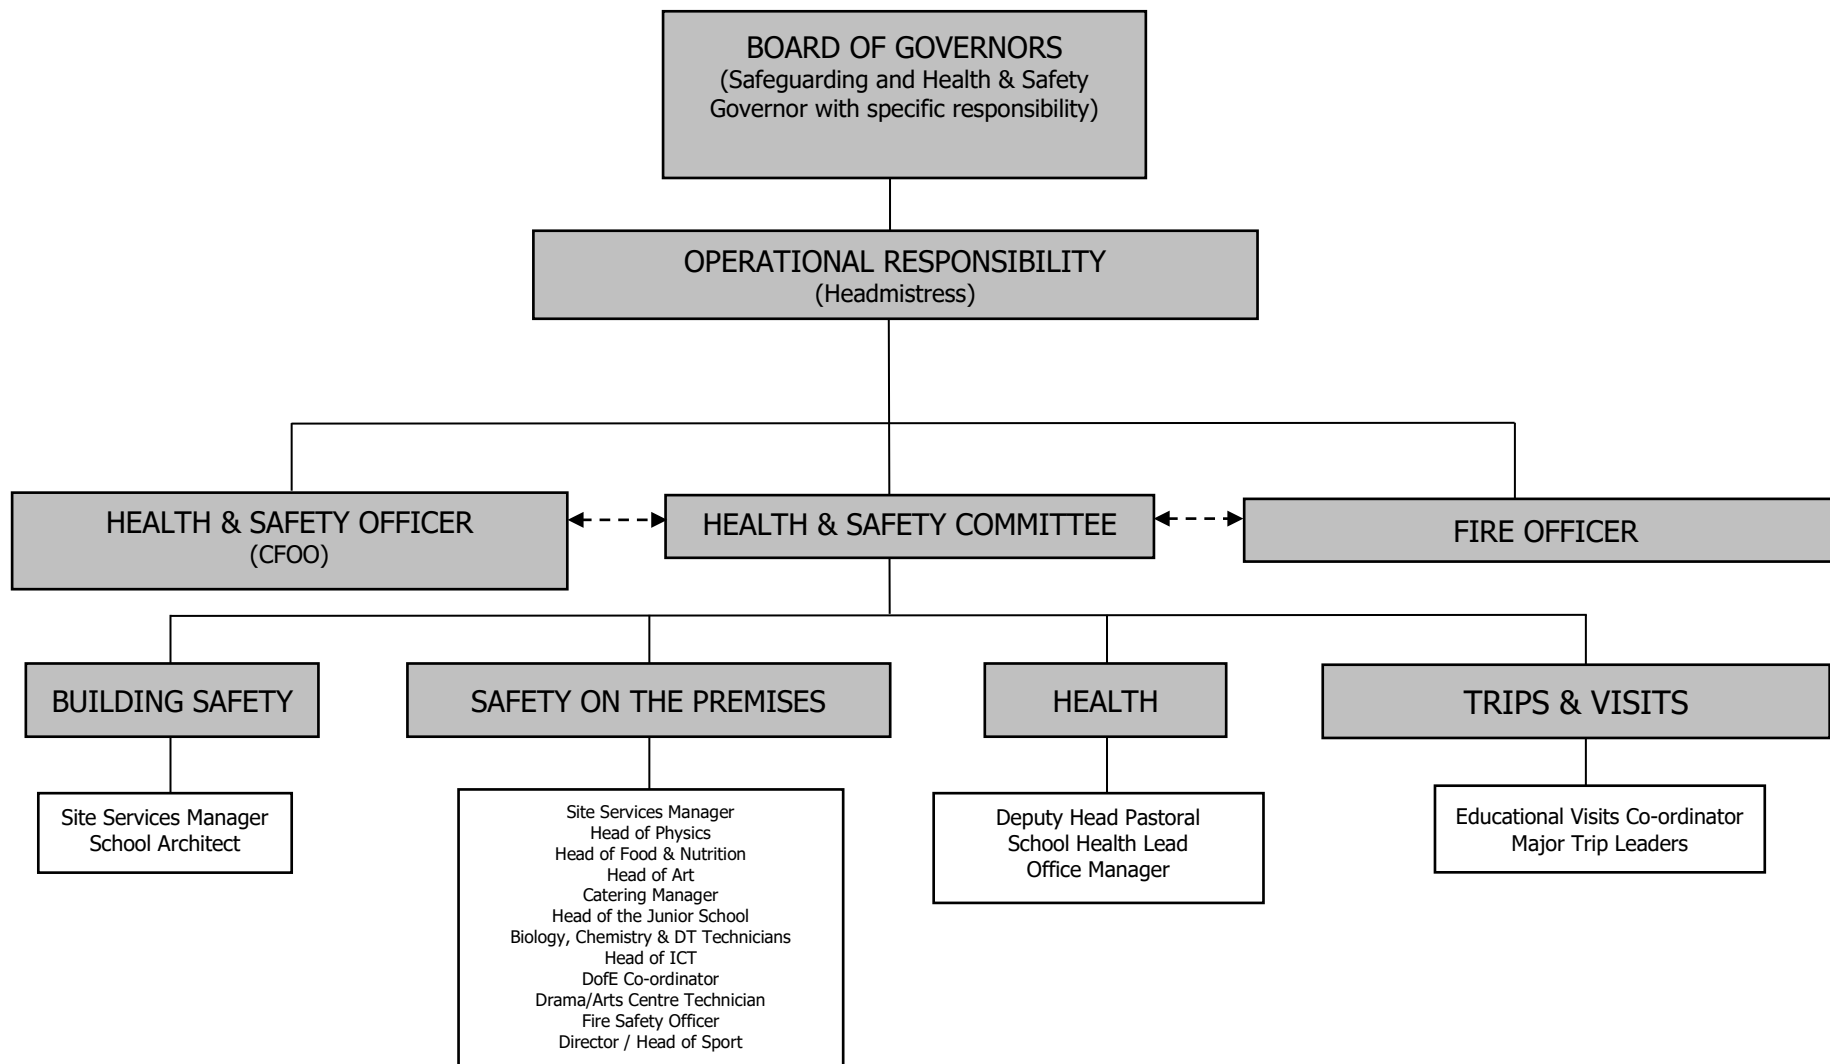 BOARD OF GOVERNORS
(Safeguarding and Health & Safety
Governor with specific responsibility)
OPERATIONAL RESPONSIBILITY
(Headmistress)
HEALTH & SAFETY OFFICER
(CFOO)
HEALTH & SAFETY COMMITTEE
FIRE OFFICER
BUILDING SAFETY
SAFETY ON THE PREMISES
HEALTH
TRIPS & VISITS
Site Services Manager
School Architect
Site Services Manager
Head of Physics
Head of Food & Nutrition
Head of Art
Catering Manager
Head of the Junior School
Biology, Chemistry & DT Technicians
Head of ICT
DofE Co-ordinator
Drama/Arts Centre Technician
Fire Safety Officer
Director / Head of Sport
Deputy Head Pastoral
School Health Lead
Office Manager
Educational Visits Co-ordinator
Major Trip Leaders